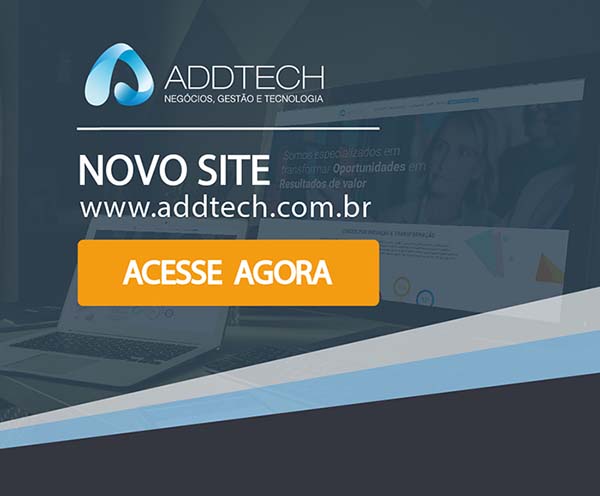 ADDTECH
NEGÓCIOS, GESTÃO E TECNOLOGIA
NOVO SITE
www.addtech.com.br
ACESSE AGORA
Somos especializados em
transformar Oportunidades em
Resultados de valor